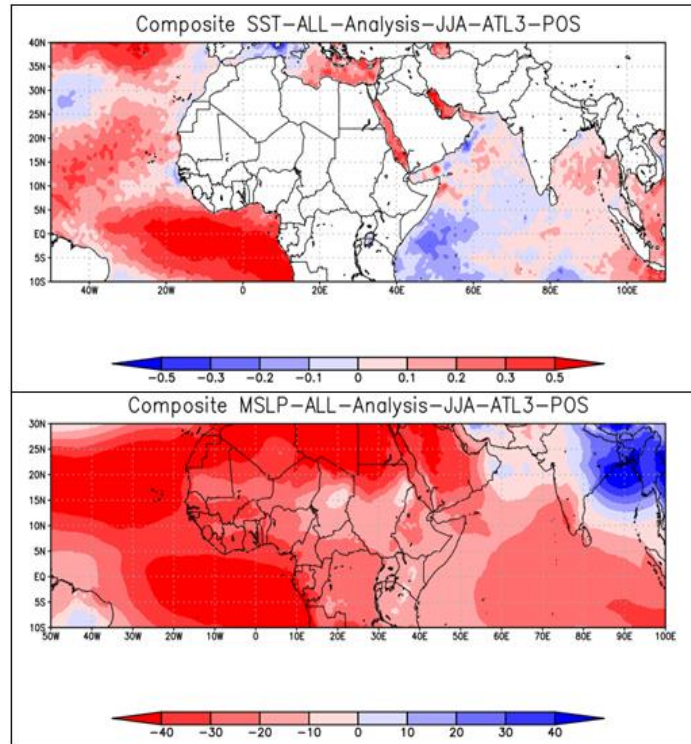 Composite SST-ALL-Analysis-JJA-ATL3-POS
40N
35N
30N
25N
20N
15N
10N
5N
EQ
5S
10S
40W 20W 0 20E 40E 60E 80E 100E
-0.5 -0.3 -0.2 -0.1 0 0.1 0.2 0.3 0.5
Composite MSLP-ALL-Analysis-JJA-ATL3-POS
30N
25N
20N
15N
10N
5N
EQ
5S
10S
50W 40W 30W 20W 10W 0 10E 20E 30E 40E 50E 60E 70E 80E 90E 100E
-40 -30 -20 -10 0 10 20 30 40